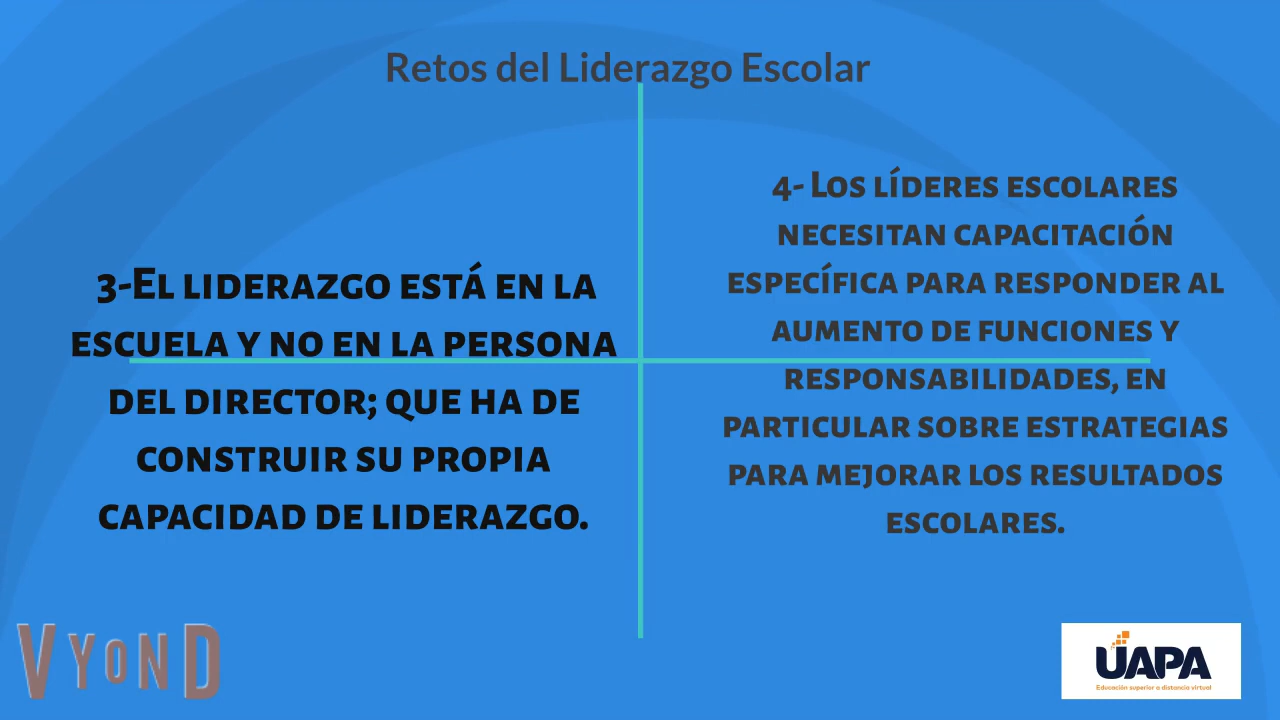 Retos del Liderazgo Escolar
3-El liderazgo está en la
escuela y no en la persona
del director; que ha de
construir su propia
capacidad de liderazgo.
4- Los líderes escolares
necesitan capacitación
específica para responder al
aumento de funciones y
responsabilidades, en
particular sobre estrategias
para mejorar los resultados
escolares.
VYOND
UAPA
Educación superior a distancia virtual